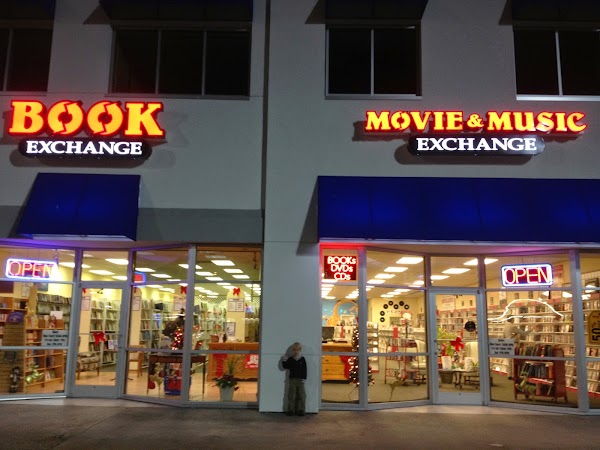 BOOK
EXCHANGE
MOVIE & MUSIC
EXCHANGE
OPEN
BOOKs
DVDs
CDs
OPEN